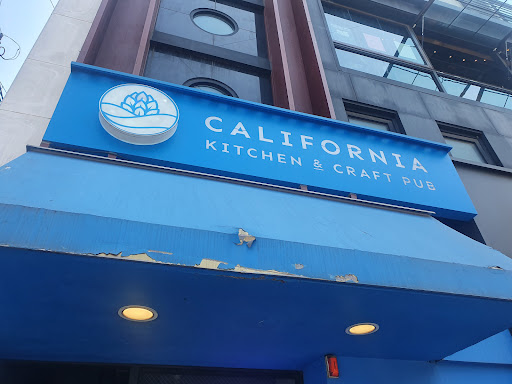 CALIFORNIA
KITCHEN & CRAFT PUB